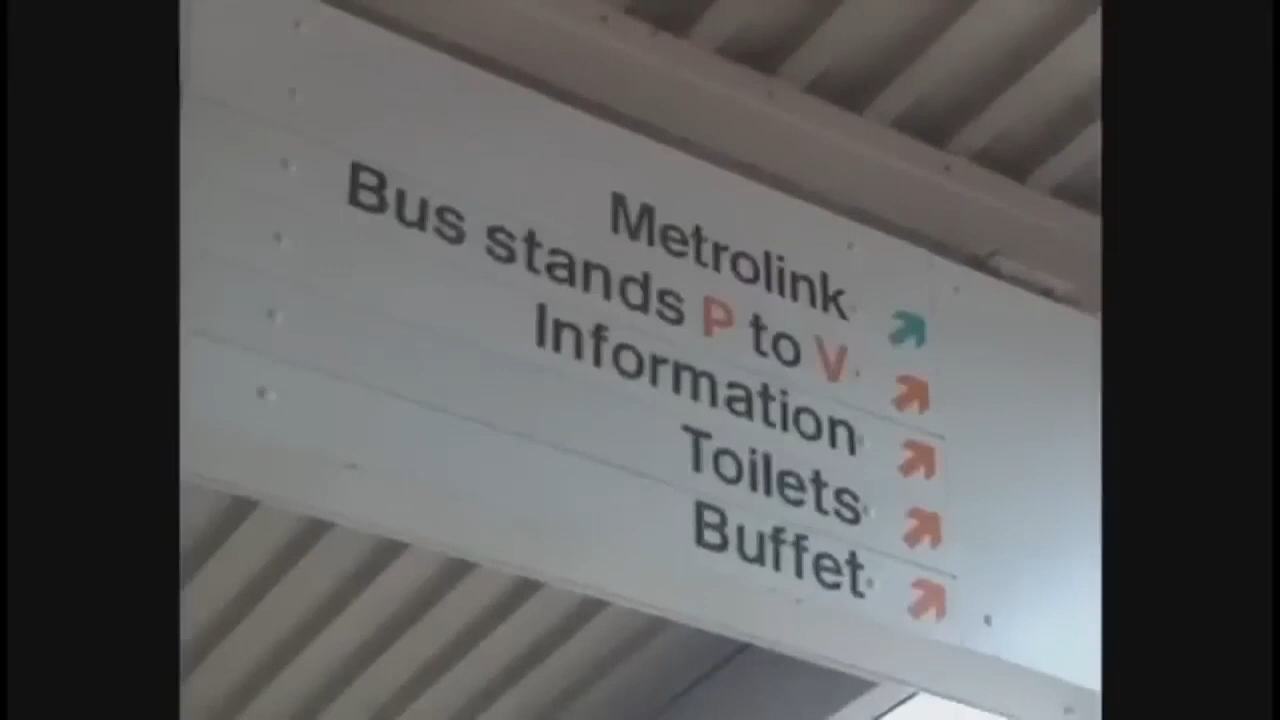 Metrolink
Bus stands P to V
Information
Toilets
Buffet